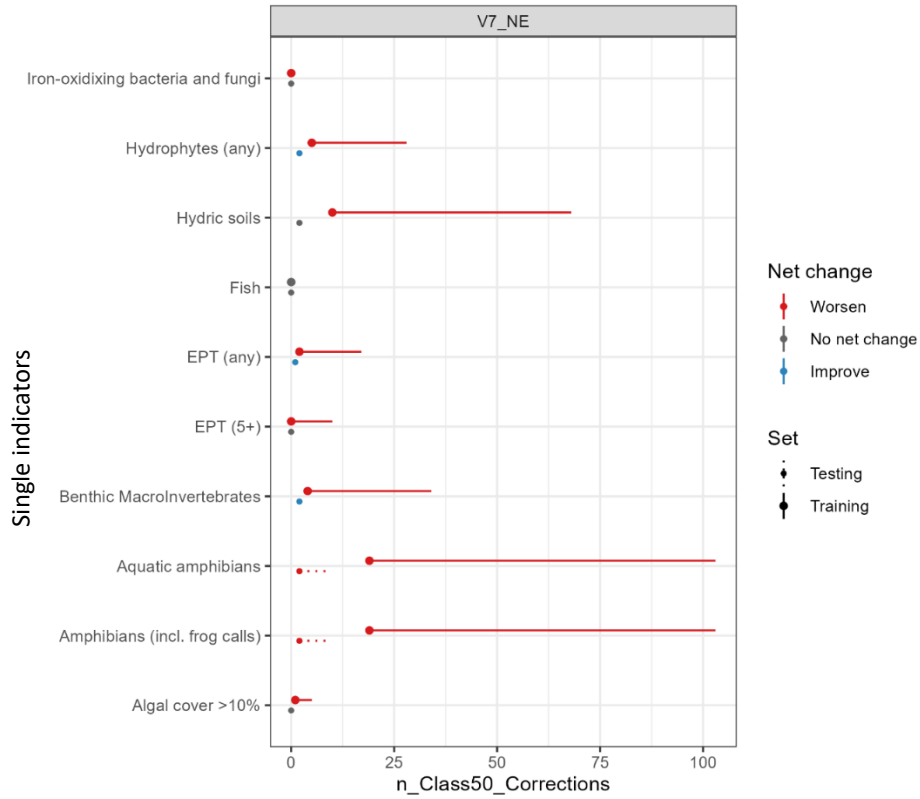 V7_NE
Iron-oxidixing bacteria and fungi
Hydrophytes (any)
Hydric soils
Fish
EPT (any)
EPT (5+)
Benthic MacroInvertebrates
Aquatic amphibians
Amphibians (incl. frog calls)
Algal cover >10%
Single indicators
0
25
50
75
100
n_Class50_Corrections
Net change
Worsen
No net change
Improve
Set
Testing
Training